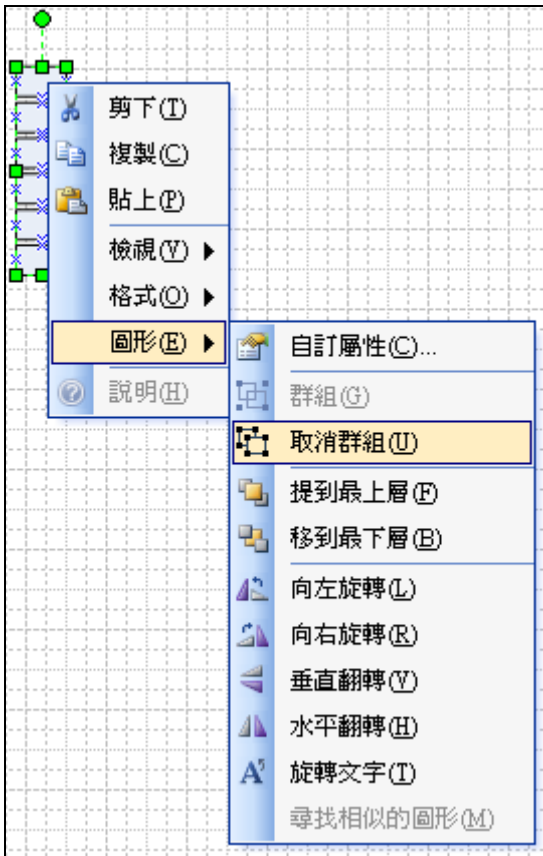 剪下(T)
複製(C)
貼上(P)
檢視(V)
格式(O)
圖形(E)
說明(H)
自訂屬性(C)...
群組(G)
取消群組(U)
提到最上層(F)
移到最下層(B)
向左旋轉(L)
向右旋轉(R)
垂直翻轉(V)
水平翻轉(H)
旋轉文字(T)
尋找相似的圖形(M)